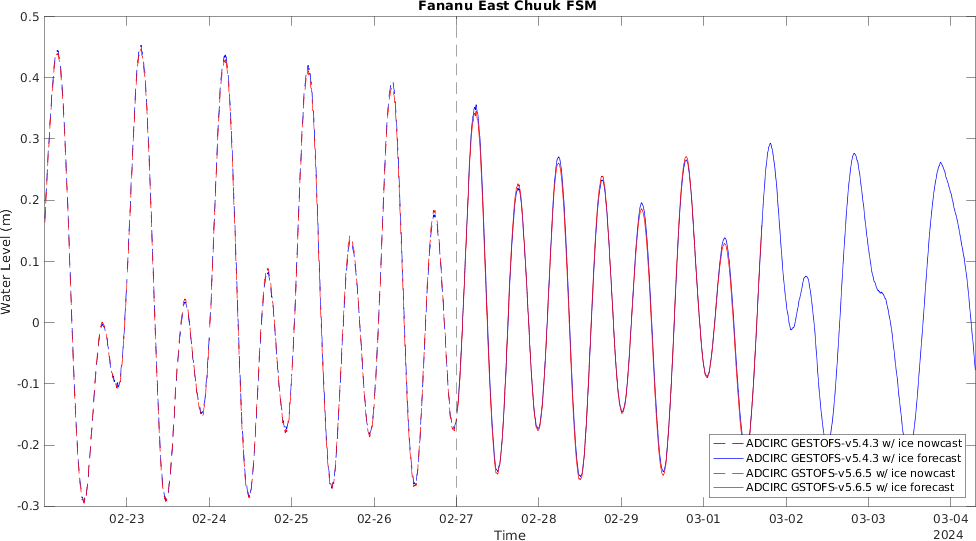 Fananu East Chuuk FSM
Water Level (m)
0.5
0.4
0.3
0.2
0.1
0
-0.1
-0.2
-0.3
ADCIRC GESTOFS-v5.4.3 w/ ice nowcast
ADCIRC GESTOFS-v5.4.3 w/ ice forecast
ADCIRC GSTOFS-v5.6.5 w/ ice nowcast
ADCIRC GSTOFS-v5.6.5 w/ ice forecast
02-23 02-24 02-25 02-26 02-27 02-28 02-29 03-01 03-02 03-03 03-04
Time 2024